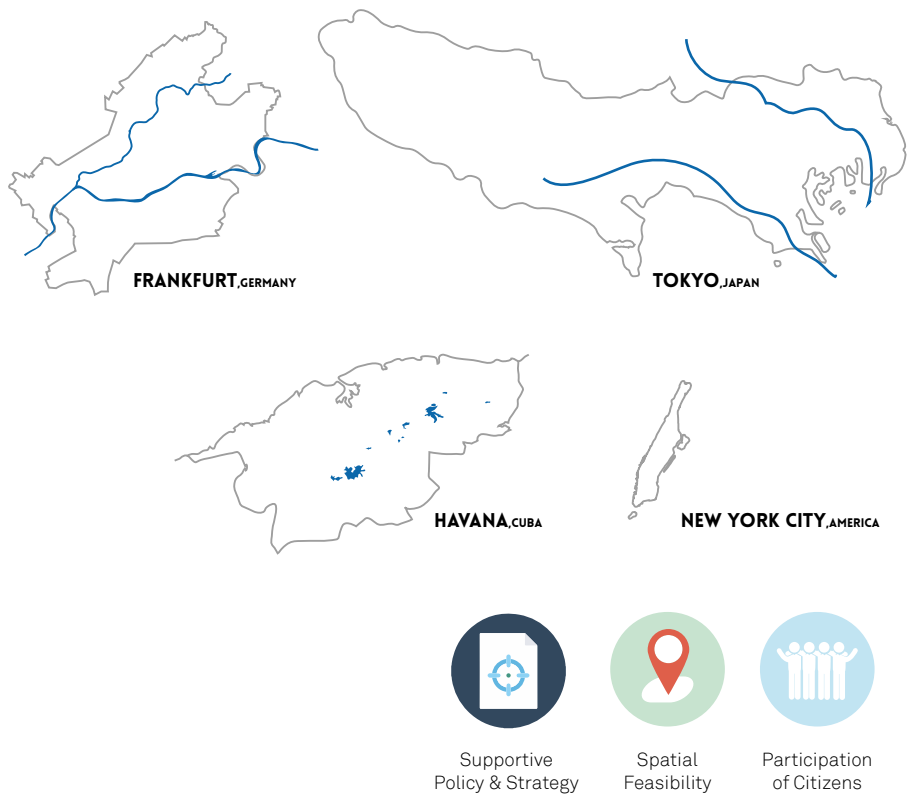 FRANKFURT,GERMANY
TOKYO,JAPAN
HAVANA,CUBA
NEW YORK CITY,AMERICA
Supportive
Policy & Strategy
Spatial
Feasibility
Participation
of Citizens